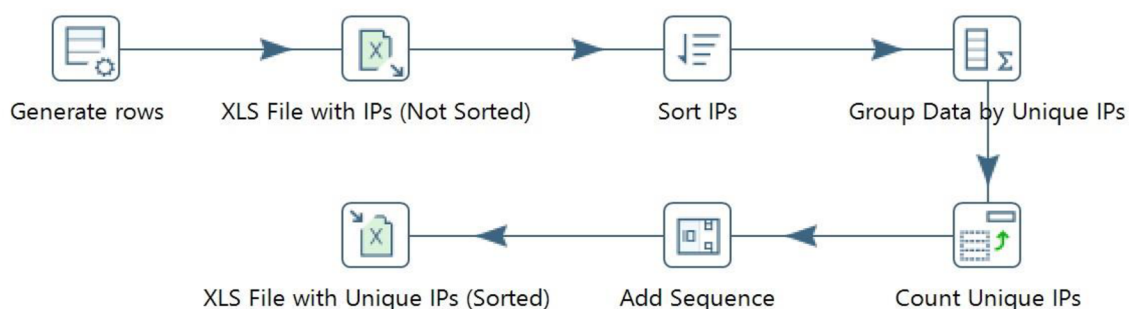 Generate rows
XLS File with IPs (Not Sorted)
Sort IPs
Group Data by Unique IPs
XLS File with Unique IPs (Sorted)
Add Sequence
Count Unique IPs